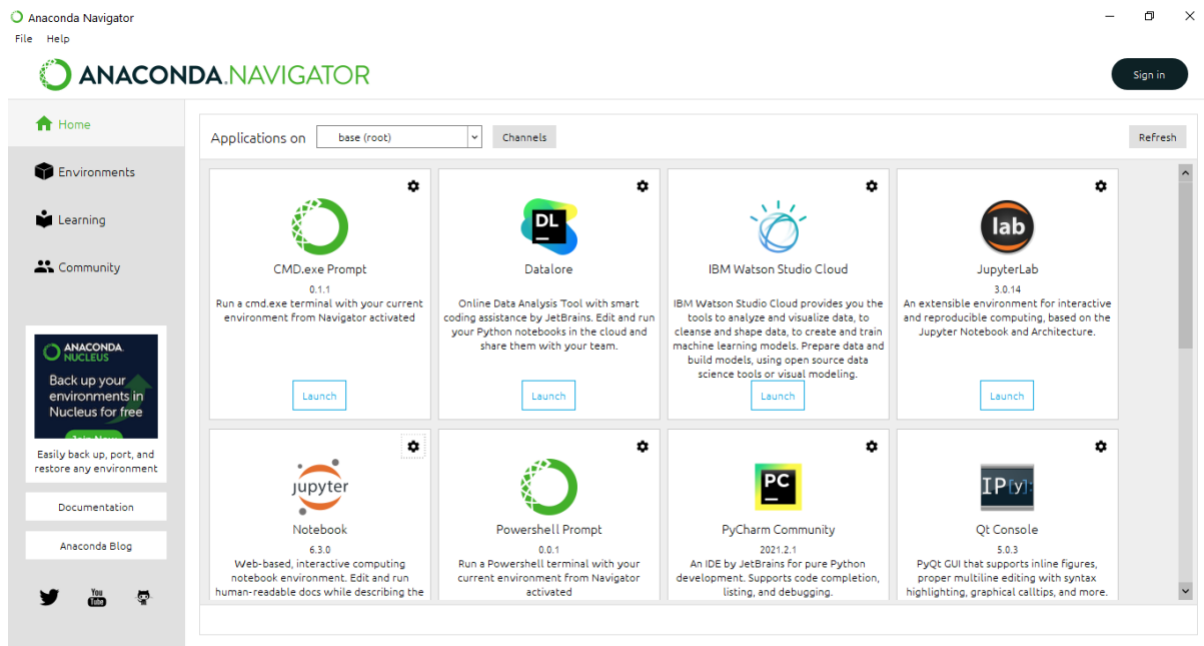 Anaconda Navigator
File Help
ANACONDA.NAVIGATOR
Sign in
Home
Environments
Learning
Community
ANACONDA.
NUCLEUS
Back up your
environments in
Nucleus for free
Join Now
Easily back up, port, and
restore any environment
Documentation
Anaconda Blog
You
Tube
Applications on base (root) Channels Refresh
CMD.exe Prompt
0.1.1
Run a cmd.exe terminal with your current
environment from Navigator activated
Launch
DL
Datalore
Online Data Analysis Tool with smart
coding assistance by JetBrains. Edit and run
your Python notebooks in the cloud and
share them with your team.
Launch
IBM Watson Studio Cloud
IBM Watson Studio Cloud provides you the
tools to analyze and visualize data, to
cleanse and shape data, to create and train
machine learning models. Prepare data and
build models, using open source data
science tools or visual modeling.
Launch
lab
JupyterLab
3.0.14
An extensible environment for interactive
and reproducible computing, based on the
Jupyter Notebook and Architecture.
Launch
jupyter
Notebook
6.3.0
Web-based, interactive computing
notebook environment. Edit and run
human-readable docs while describing the
Powershell Prompt
0.0.1
Run a Powershell terminal with your
current environment from Navigator
activated
PC
PyCharm Community
2021.2.1
An IDE by JetBrains for pure Python
development. Supports code completion,
listing, and debugging.
IP[y]:
Qt Console
5.0.3
PyQt GUI that supports inline figures,
proper multiline editing with syntax
highlighting, graphical calltips, and more.